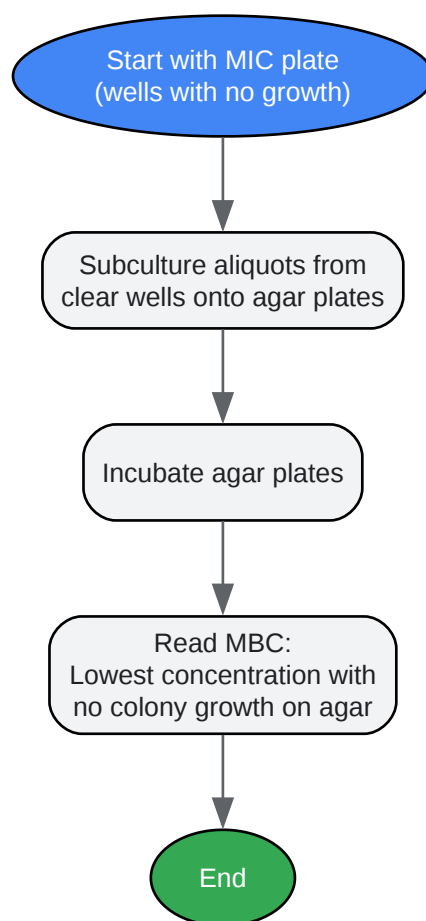 Start with MIC plate
(wells with no growth)
Subculture aliquots from
clear wells onto agar plates
Incubate agar plates
Read MBC:
Lowest concentration with
no colony growth on agar
End